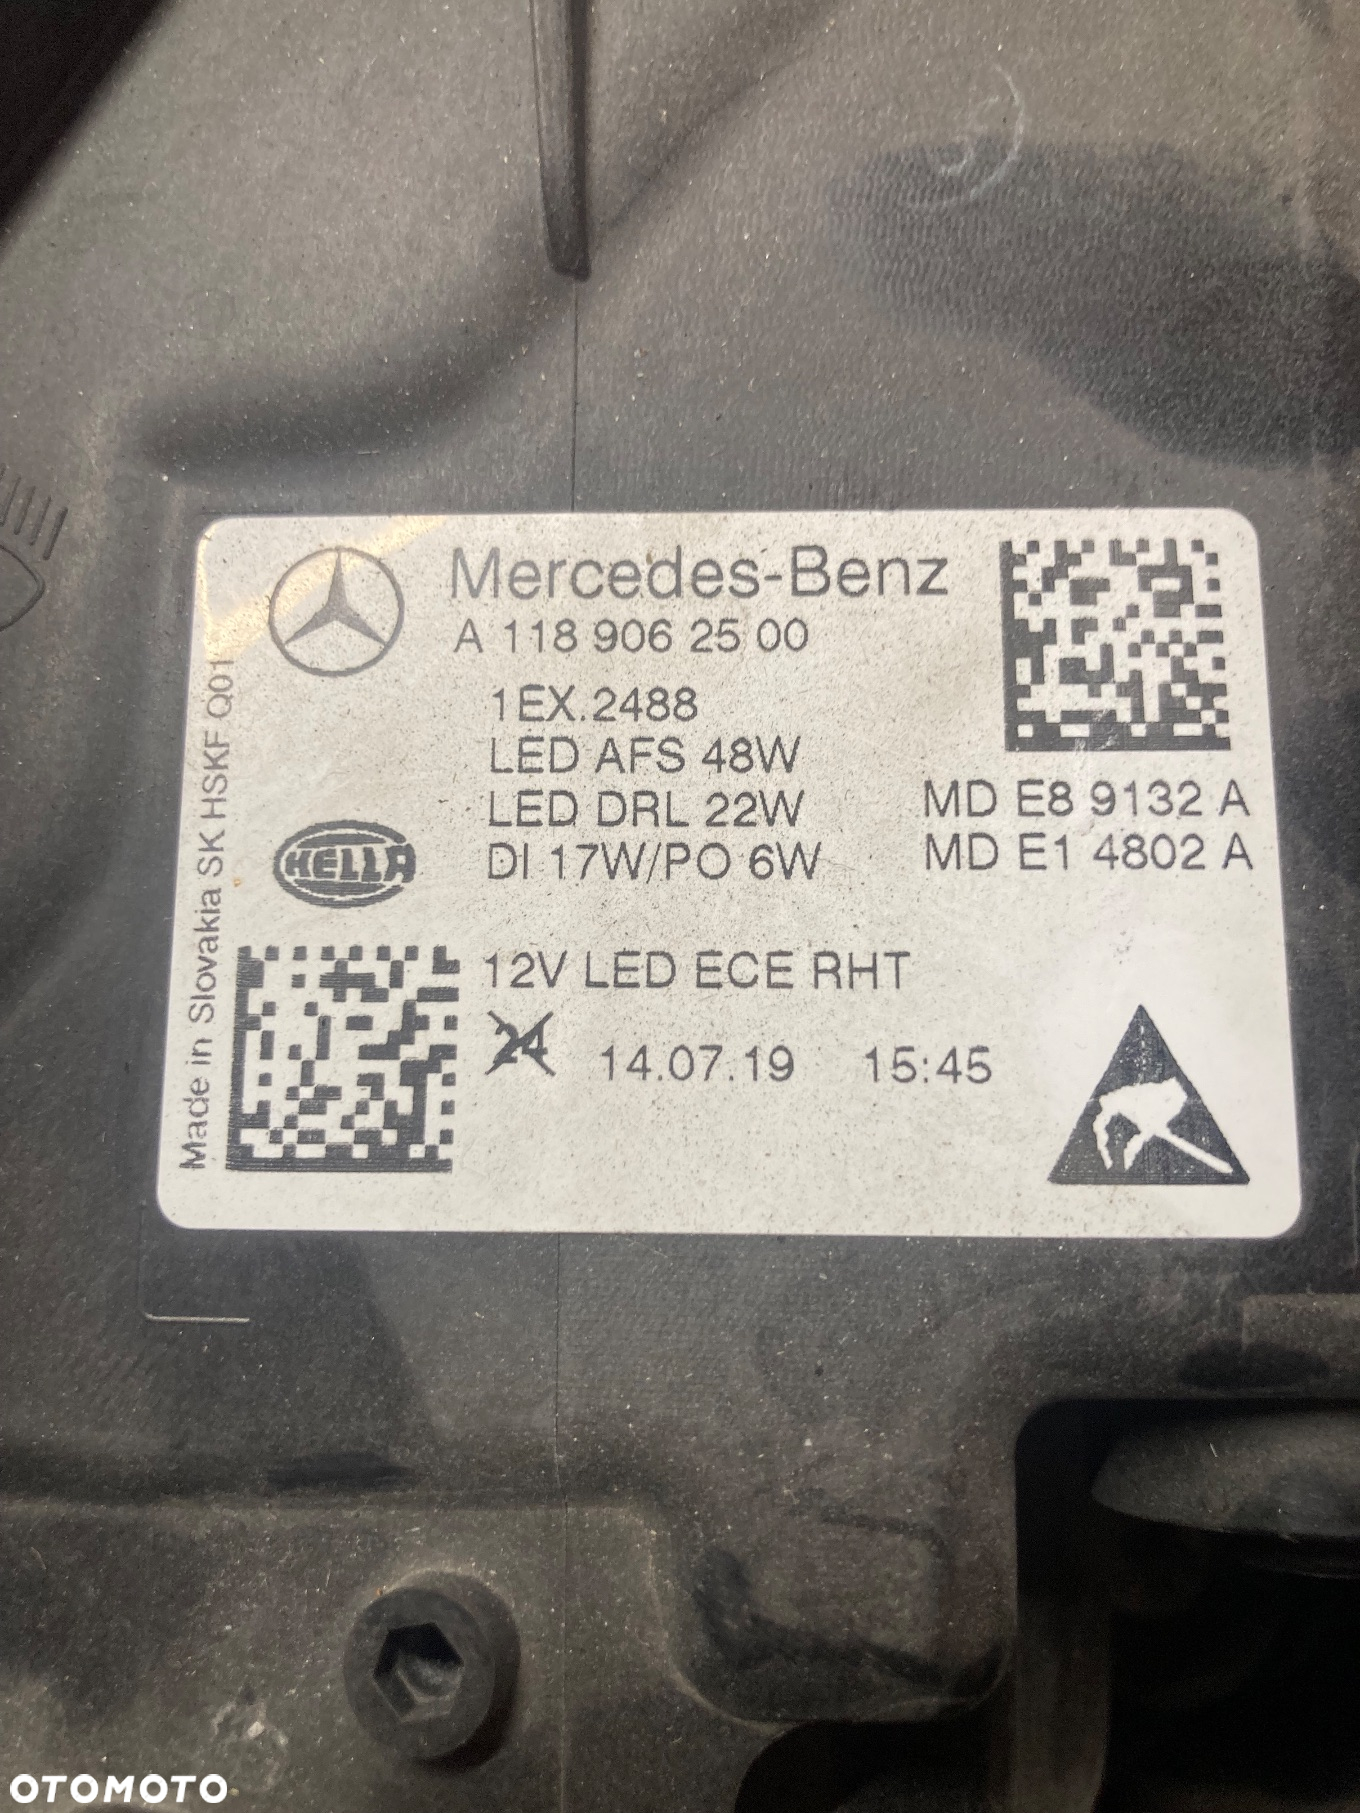 Mercedes-Benz
A 118 906 25 00
1EX.2488
LED AFS 48W
LED DRL 22W
DI 17W/PO 6W
MD E8 9132 A
MD E1 4802 A
HELLA
Made in Slovakia SK HSKF Q01
12V LED ECE RHT
24 14.07.19 15:45
OTOMOTO